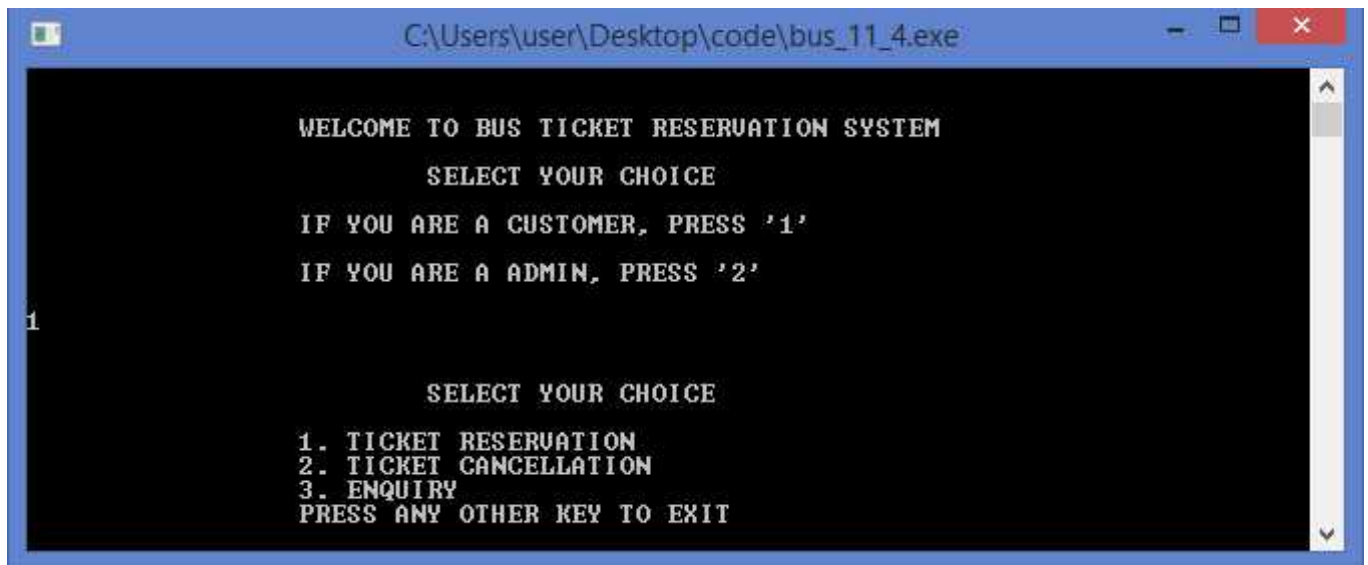 C:\Users\user\Desktop\code\bus_11_4.exe
WELCOME TO BUS TICKET RESERVATION SYSTEM
SELECT YOUR CHOICE
IF YOU ARE A CUSTOMER, PRESS '1'
IF YOU ARE A ADMIN, PRESS '2'
1
SELECT YOUR CHOICE
1. TICKET RESERVATION
2. TICKET CANCELLATION
3. ENQUIRY
PRESS ANY OTHER KEY TO EXIT